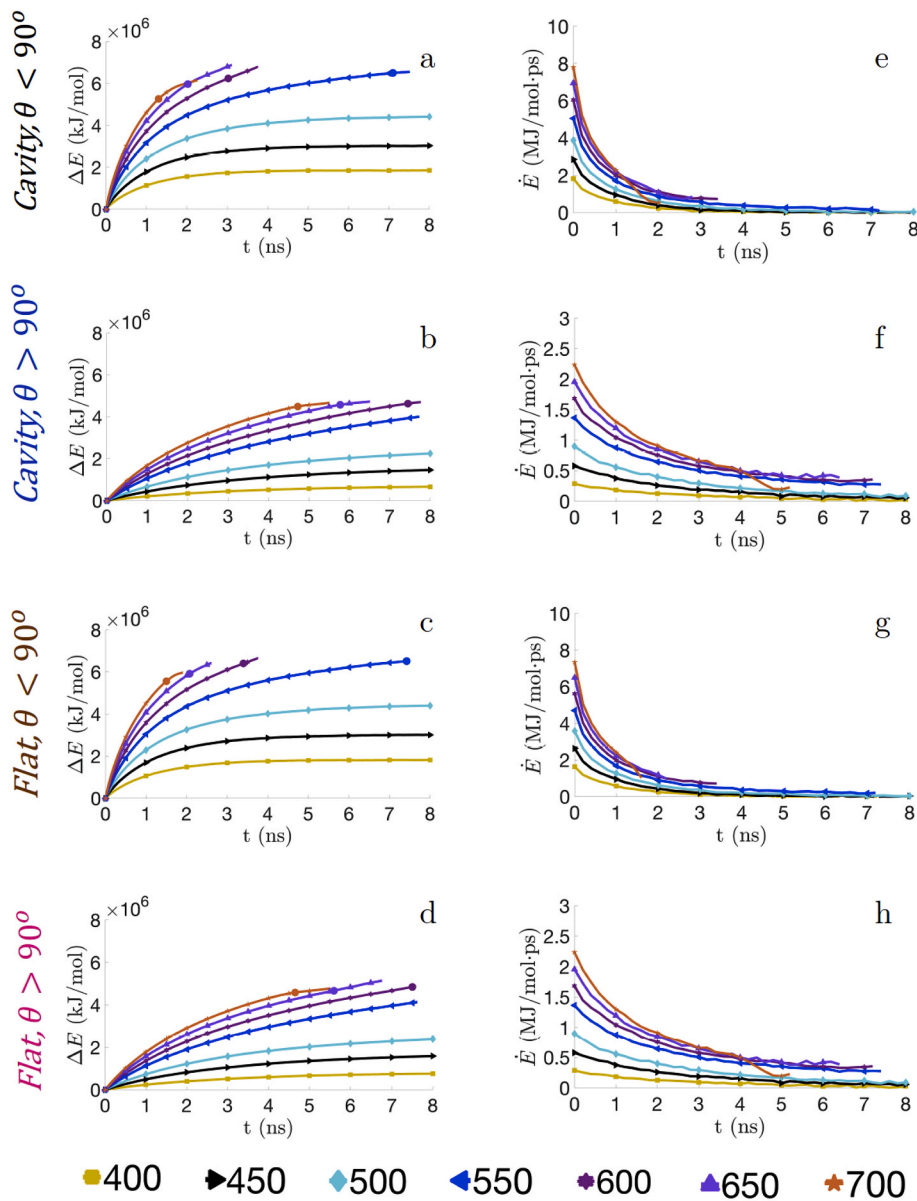 Cavity, θ < 90°
×10⁶
8
6
4
2
0
ΔE (kJ/mol)
a
0 1 2 3 4 5 6 7 8
t (ns)
10
8
6
4
2
0
Ė (MJ/mol·ps)
e
0 1 2 3 4 5 6 7 8
t (ns)
Cavity, θ > 90°
×10⁶
8
6
4
2
0
ΔE (kJ/mol)
b
0 1 2 3 4 5 6 7 8
t (ns)
3
2.5
2
1.5
1
0.5
0
Ė (MJ/mol·ps)
f
0 1 2 3 4 5 6 7 8
t (ns)
Flat, θ < 90°
×10⁶
8
6
4
2
0
ΔE (kJ/mol)
c
0 1 2 3 4 5 6 7 8
t (ns)
10
8
6
4
2
0
Ė (MJ/mol·ps)
g
0 1 2 3 4 5 6 7 8
t (ns)
Flat, θ > 90°
×10⁶
8
6
4
2
0
ΔE (kJ/mol)
d
0 1 2 3 4 5 6 7 8
t (ns)
3
2.5
2
1.5
1
0.5
0
Ė (MJ/mol·ps)
h
0 1 2 3 4 5 6 7 8
t (ns)
400 450 500 550 600 650 700